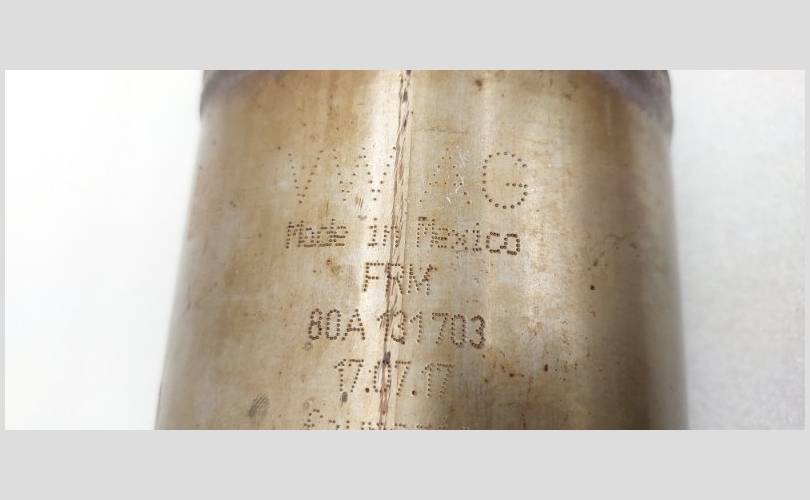 VW AG
Made in Mexico
FRM
80A 131703
17.07.17